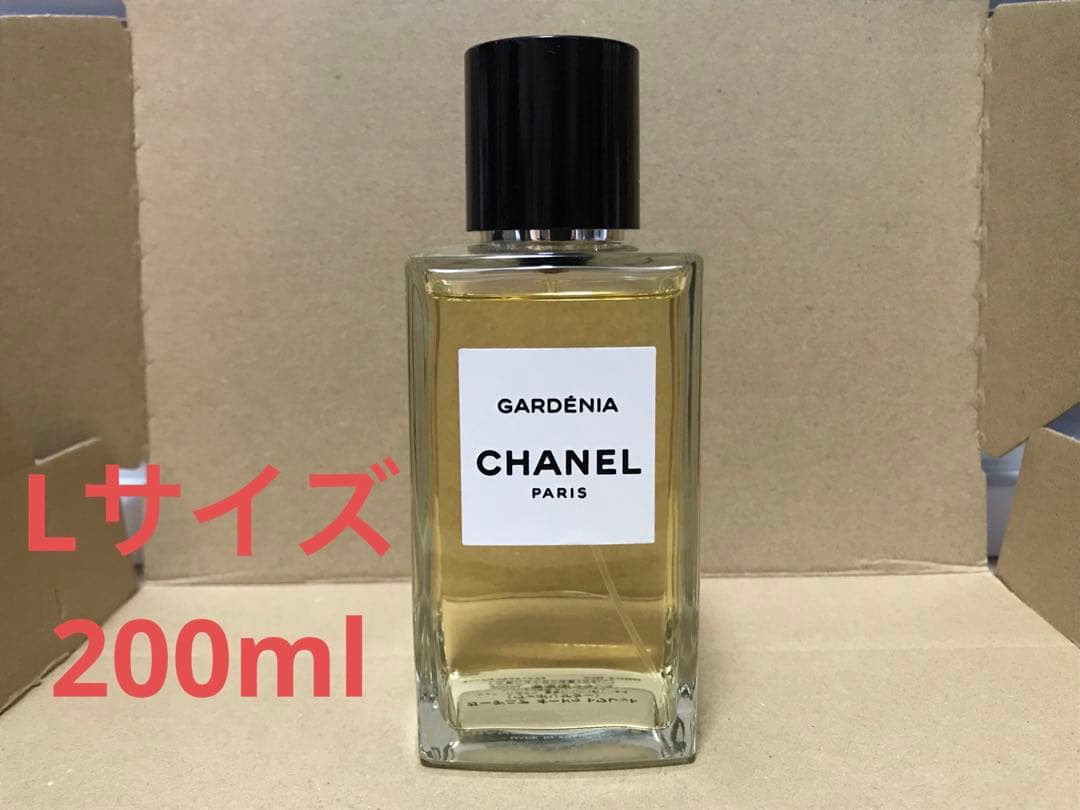 GARDÉNIA
CHANEL
PARIS
Lサイズ
200ml